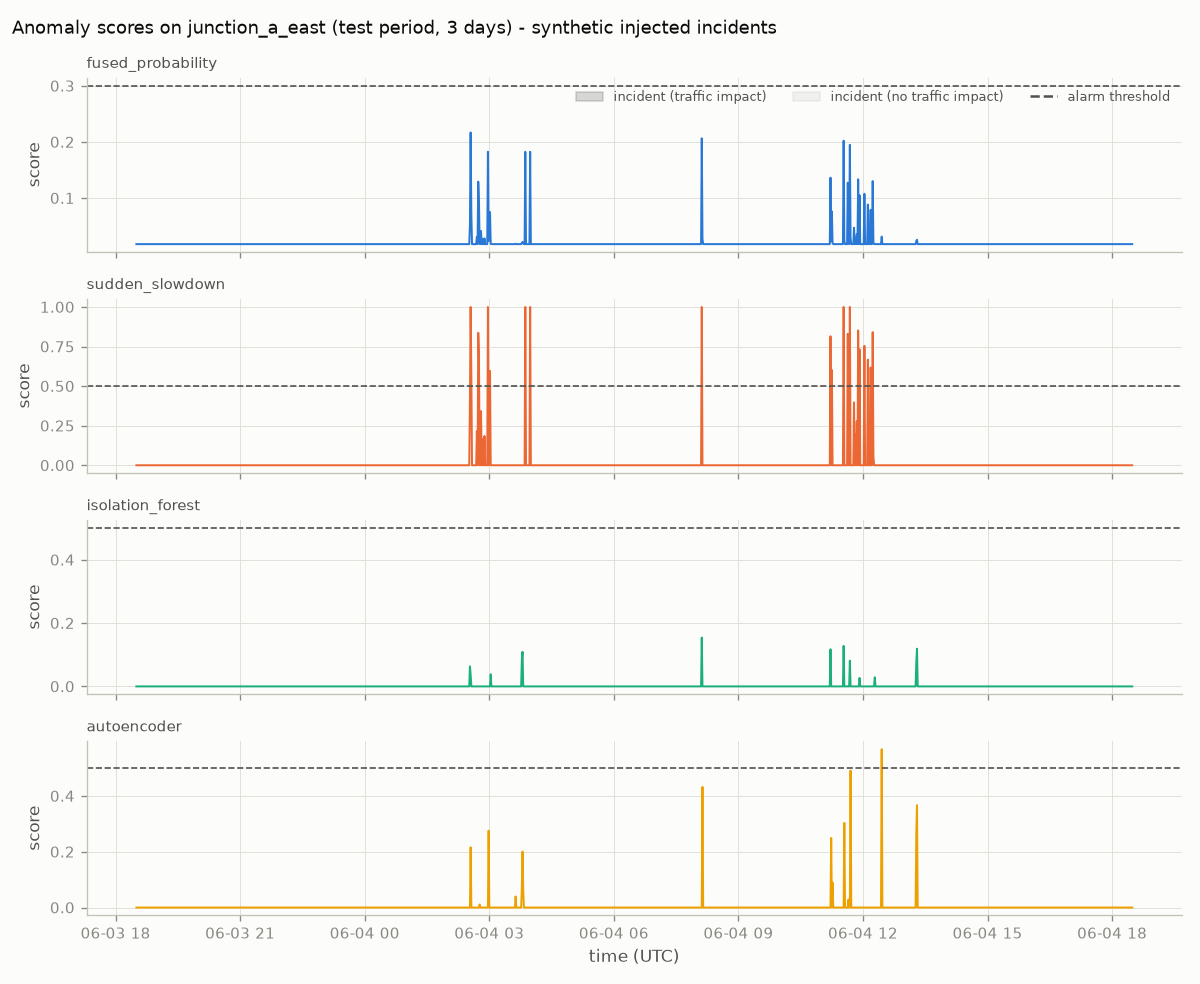 Anomaly scores on junction_a_east (test period, 3 days) - synthetic injected incidents
fused_probability
incident (traffic impact)
incident (no traffic impact)
alarm threshold
score
0.3
0.2
0.1
sudden_slowdown
score
1.00
0.75
0.50
0.25
0.00
isolation_forest
score
0.4
0.2
0.0
autoencoder
score
0.4
0.2
0.0
06-03 18
06-03 21
06-04 00
06-04 03
06-04 06
06-04 09
06-04 12
06-04 15
06-04 18
time (UTC)